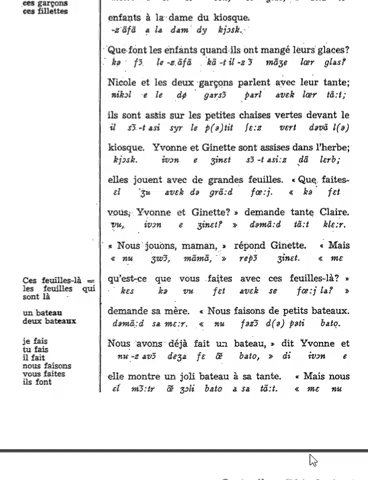 ces garçons
ces fillettes
enfants à la dame du kiosque.
-z ɑ̃fɑ̃ a la dam dy kjɔsk.
Que font les enfants quand ils ont mangé leurs glaces?
kə fɔ̃ le -z ɑ̃fɑ̃ kɑ̃ -t il -z ɔ̃ mɑ̃ʒe lœr glas?
Nicole et les deux garçons parlent avec leur tante;
nikɔl e le dø garsɔ̃ parl avɛk lœr tɑ̃:t;
ils sont assis sur les petites chaises vertes devant le
il sɔ̃ -t asi syr le p(ə)tit ʃɛ:z vɛrt dəvɑ̃ l(ə)
kiosque. Yvonne et Ginette sont assises dans l'herbe;
kjɔsk. ivɔn e ʒinɛt sɔ̃ -t asi:z dɑ̃ lɛrb;
elles jouent avec de grandes feuilles. « Que faites-
ɛl ʒu avɛk də grɑ̃:d fœ:j. « kə fɛt
vous, Yvonne et Ginette? » demande tante Claire.
vu, ivɔn e ʒinɛt? » dəmɑ̃:d tɑ̃:t klɛ:r.
« Nous jouons, maman, » répond Ginette. « Mais
« nu ʒwɔ̃, mamɑ̃, » repɔ̃ ʒinɛt. « mɛ
Ces feuilles-là =
les feuilles qui
sont là
qu'est-ce que vous faites avec ces feuilles-là? »
kɛs kə vu fɛt avɛk se fœ:j la? »
un bateau
deux bateaux
demande sa mère. « Nous faisons de petits bateaux.
dəmɑ̃:d sa mɛ:r. « nu fəzɔ̃ d(ə) pəti bato.
je fais
tu fais
il fait
nous faisons
vous faites
ils font
Nous avons déjà fait un bateau, » dit Yvonne et
nu -z avɔ̃ deʒa fɛ œ̃ bato, » di ivɔn e
elle montre un joli bateau à sa tante. « Mais nous
ɛl mɔ̃:tr œ̃ ʒɔli bato a sa tɑ̃:t. « mɛ nu